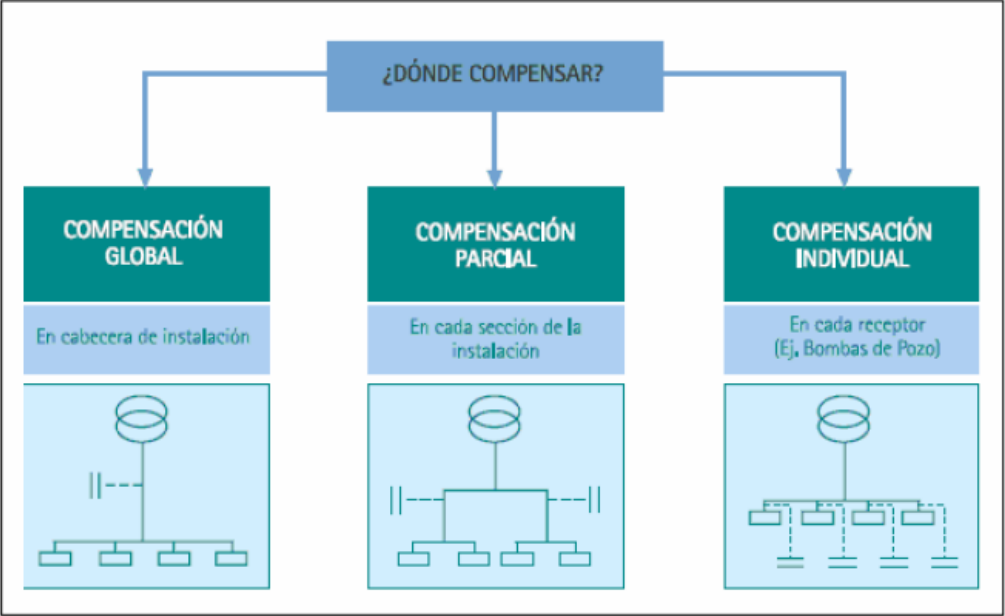 ¿DÓNDE COMPENSAR?
COMPENSACIÓN
GLOBAL
En cabecera de instalación
COMPENSACIÓN
PARCIAL
En cada sección de la
instalación
COMPENSACIÓN
INDIVIDUAL
En cada receptor
(Ej. Bombas de Pozo)